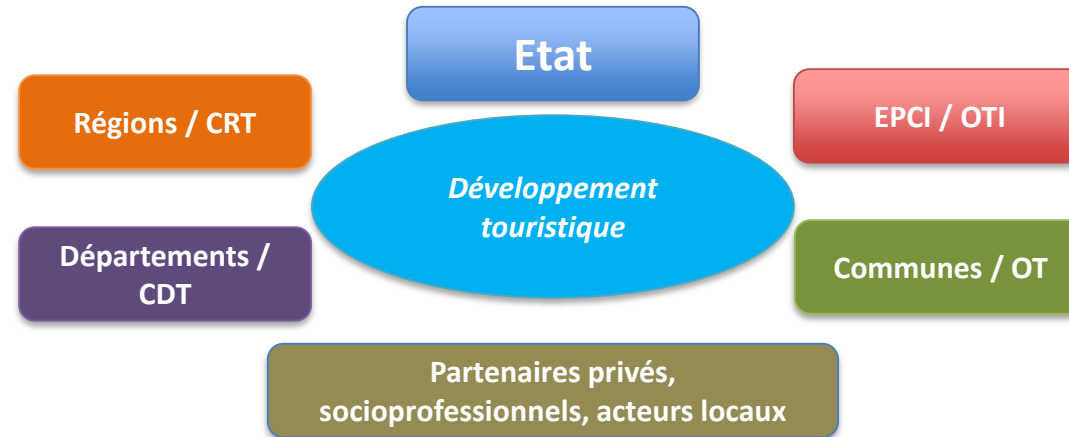 Etat
Régions / CRT
EPCI / OTI
Développement
touristique
Départements /
CDT
Communes / OT
Partenaires privés,
socioprofessionnels, acteurs locaux